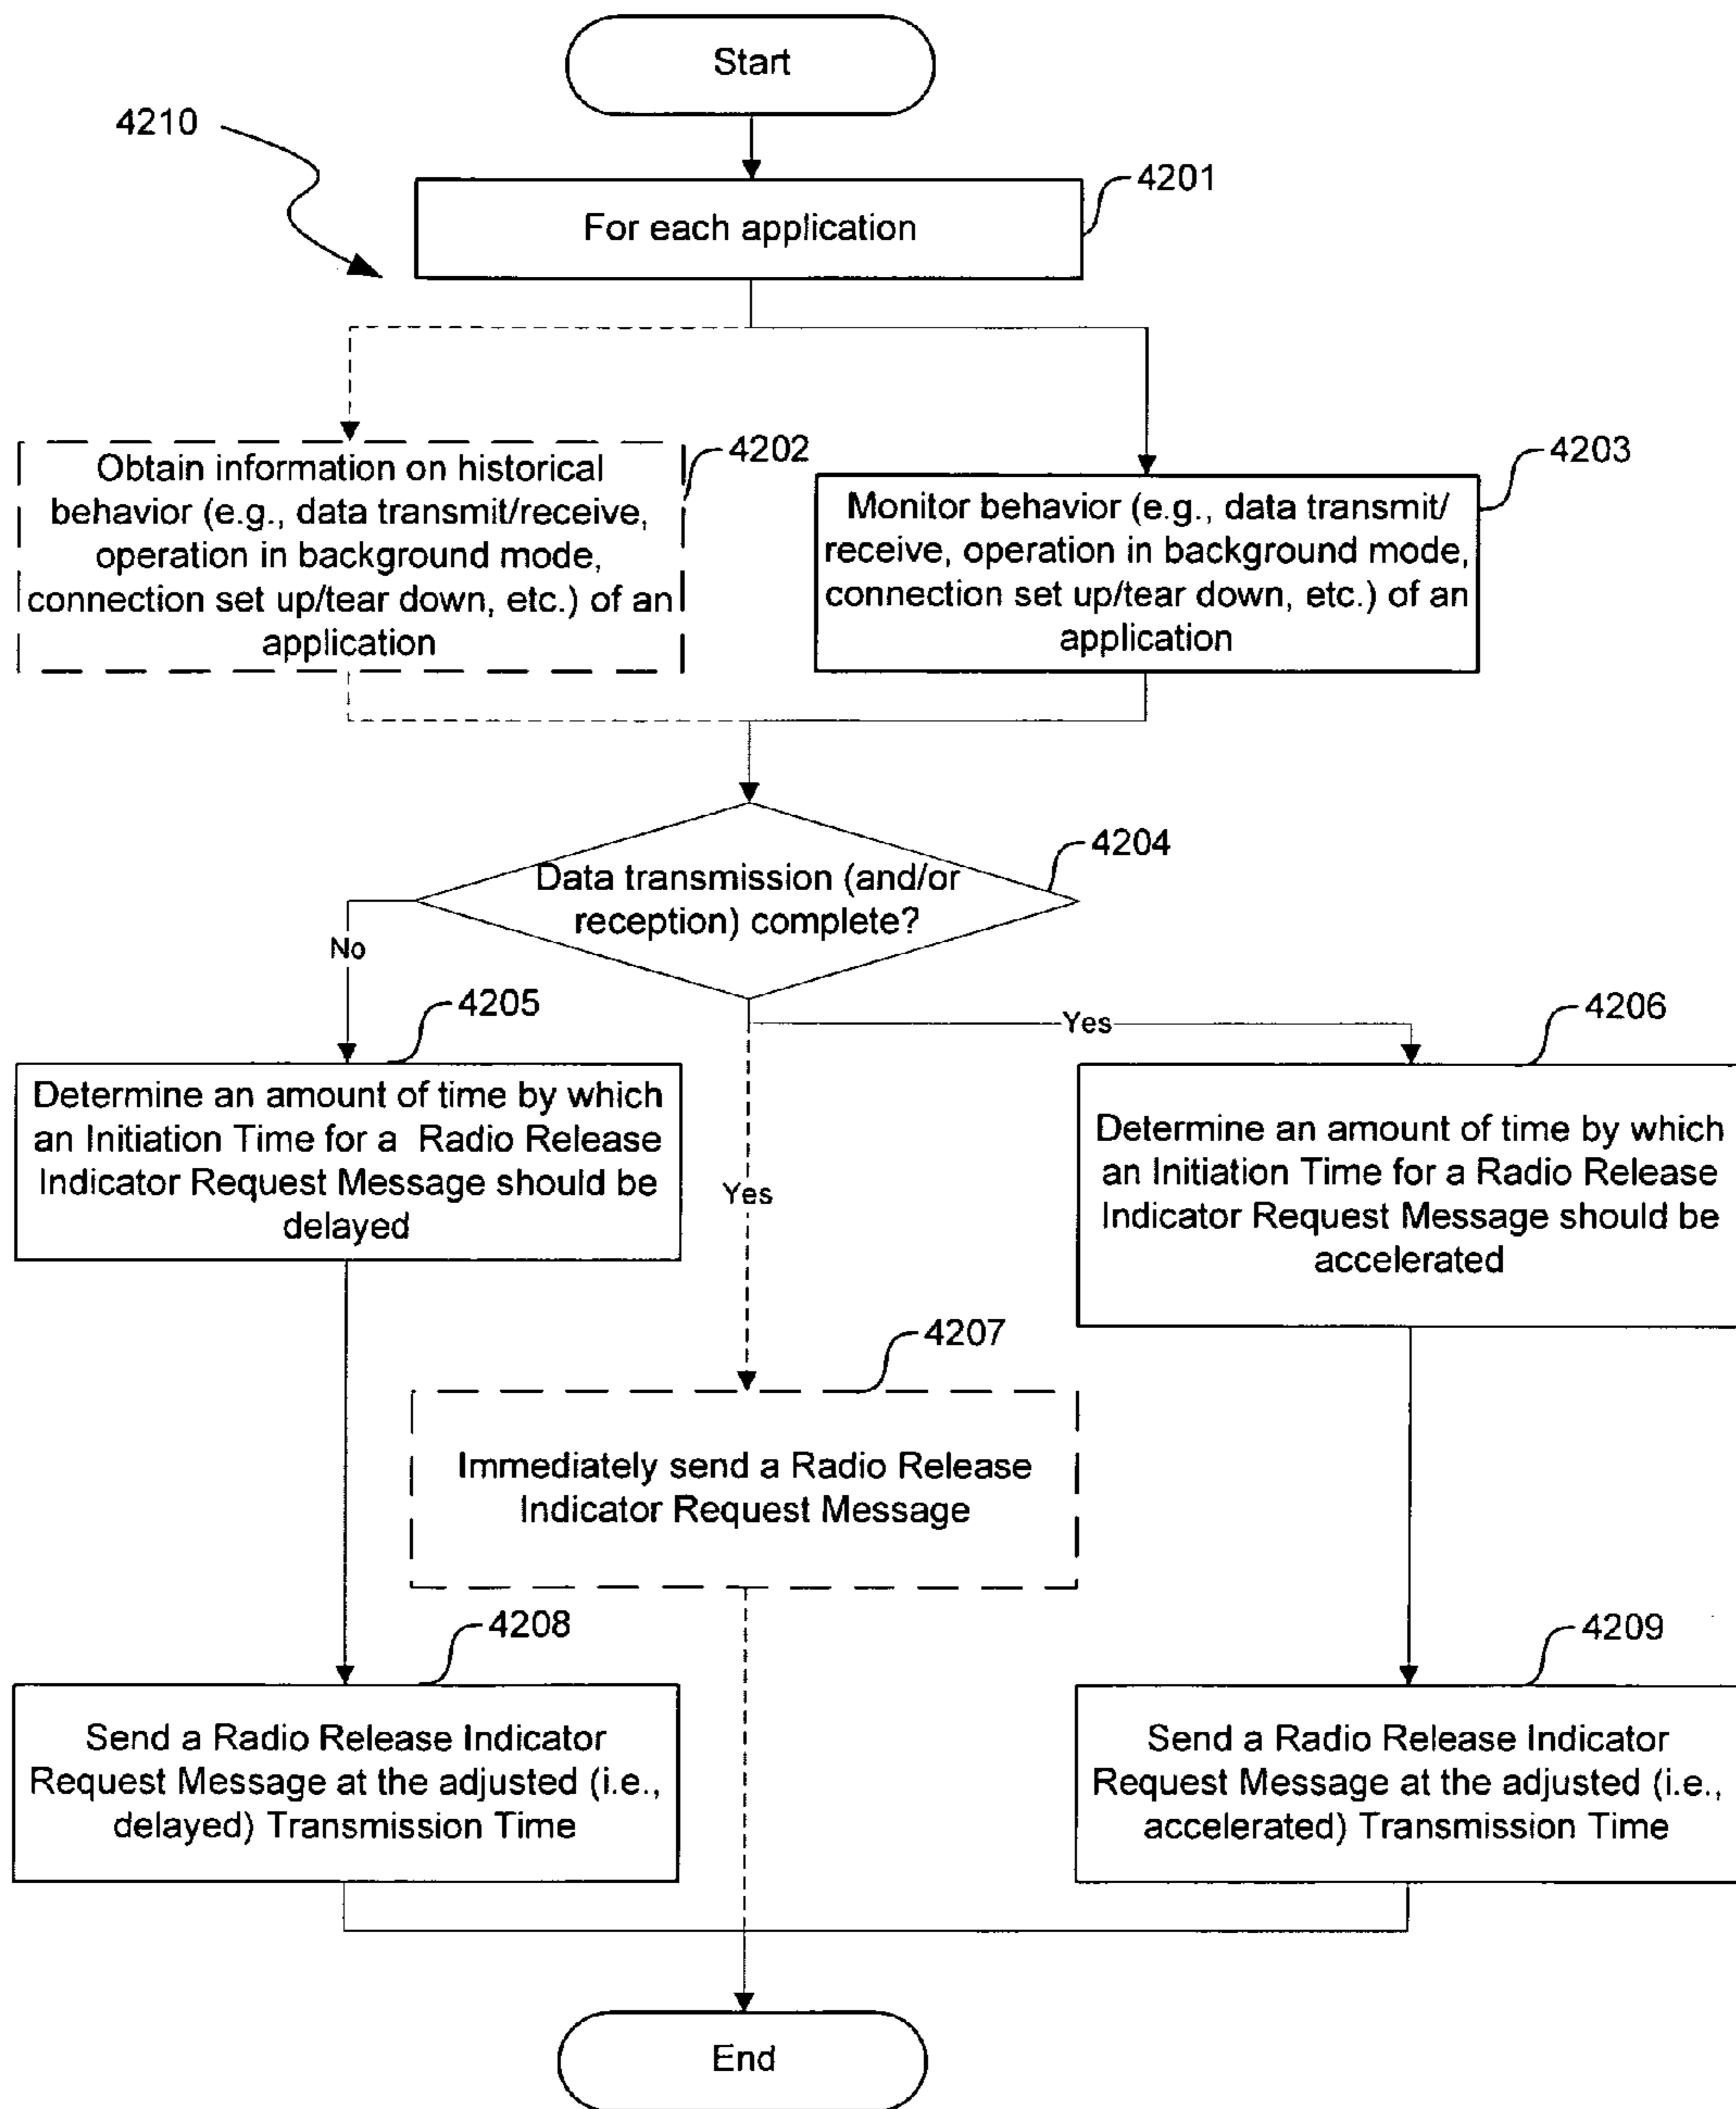 Start
4210
4201
For each application
4202
Obtain information on historical
behavior (e.g., data transmit/receive,
operation in background mode,
connection set up/tear down, etc.) of an
application
4203
Monitor behavior (e.g., data transmit/
receive, operation in background mode,
connection set up/tear down, etc.) of an
application
4204
Data transmission (and/or
reception) complete?
No
Yes
Yes
4205
Determine an amount of time by which
an Initiation Time for a Radio Release
Indicator Request Message should be
delayed
4206
Determine an amount of time by which
an Initiation Time for a Radio Release
Indicator Request Message should be
accelerated
4207
Immediately send a Radio Release
Indicator Request Message
4208
Send a Radio Release Indicator
Request Message at the adjusted (i.e.,
delayed) Transmission Time
4209
Send a Radio Release Indicator
Request Message at the adjusted (i.e.,
accelerated) Transmission Time
End